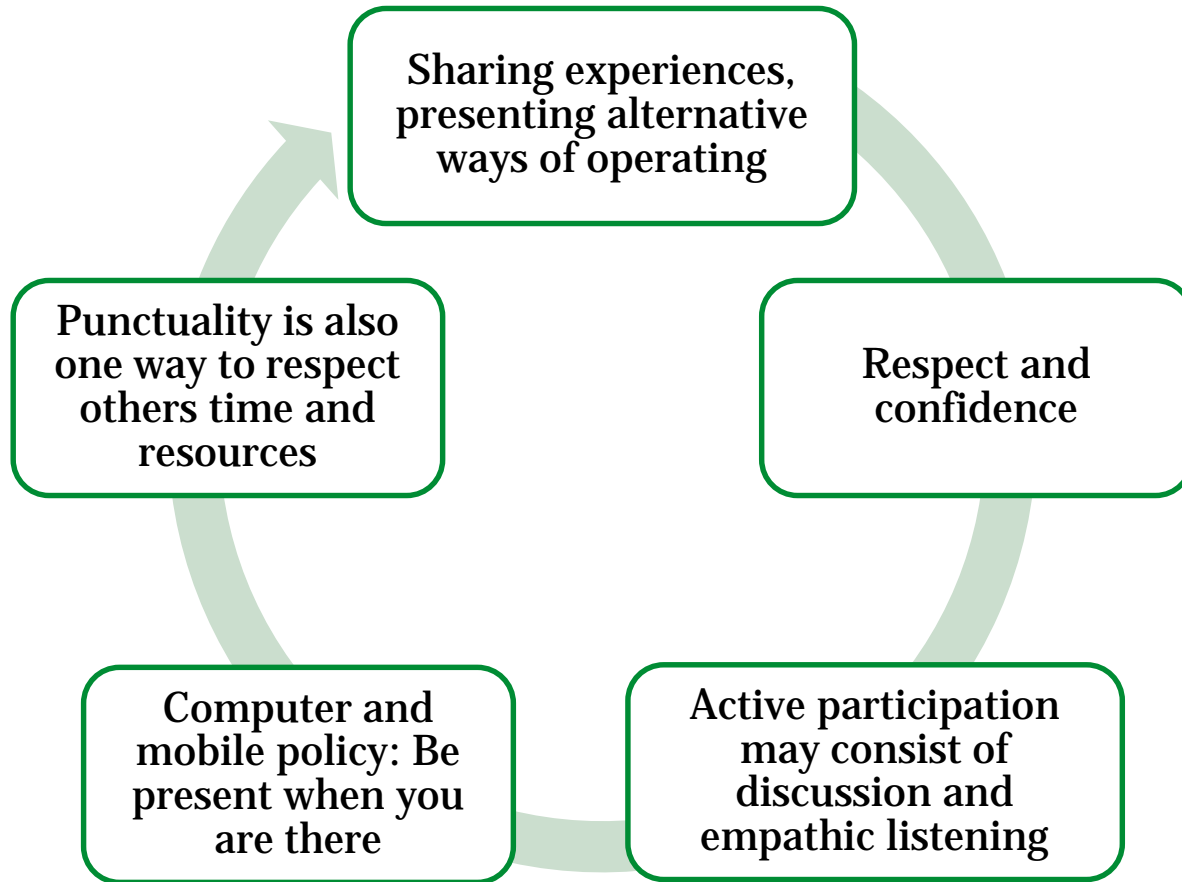 Sharing experiences,
presenting alternative
ways of operating
Respect and
confidence
Active participation
may consist of
discussion and
empathic listening
Computer and
mobile policy: Be
present when you
are there
Punctuality is also
one way to respect
others time and
resources